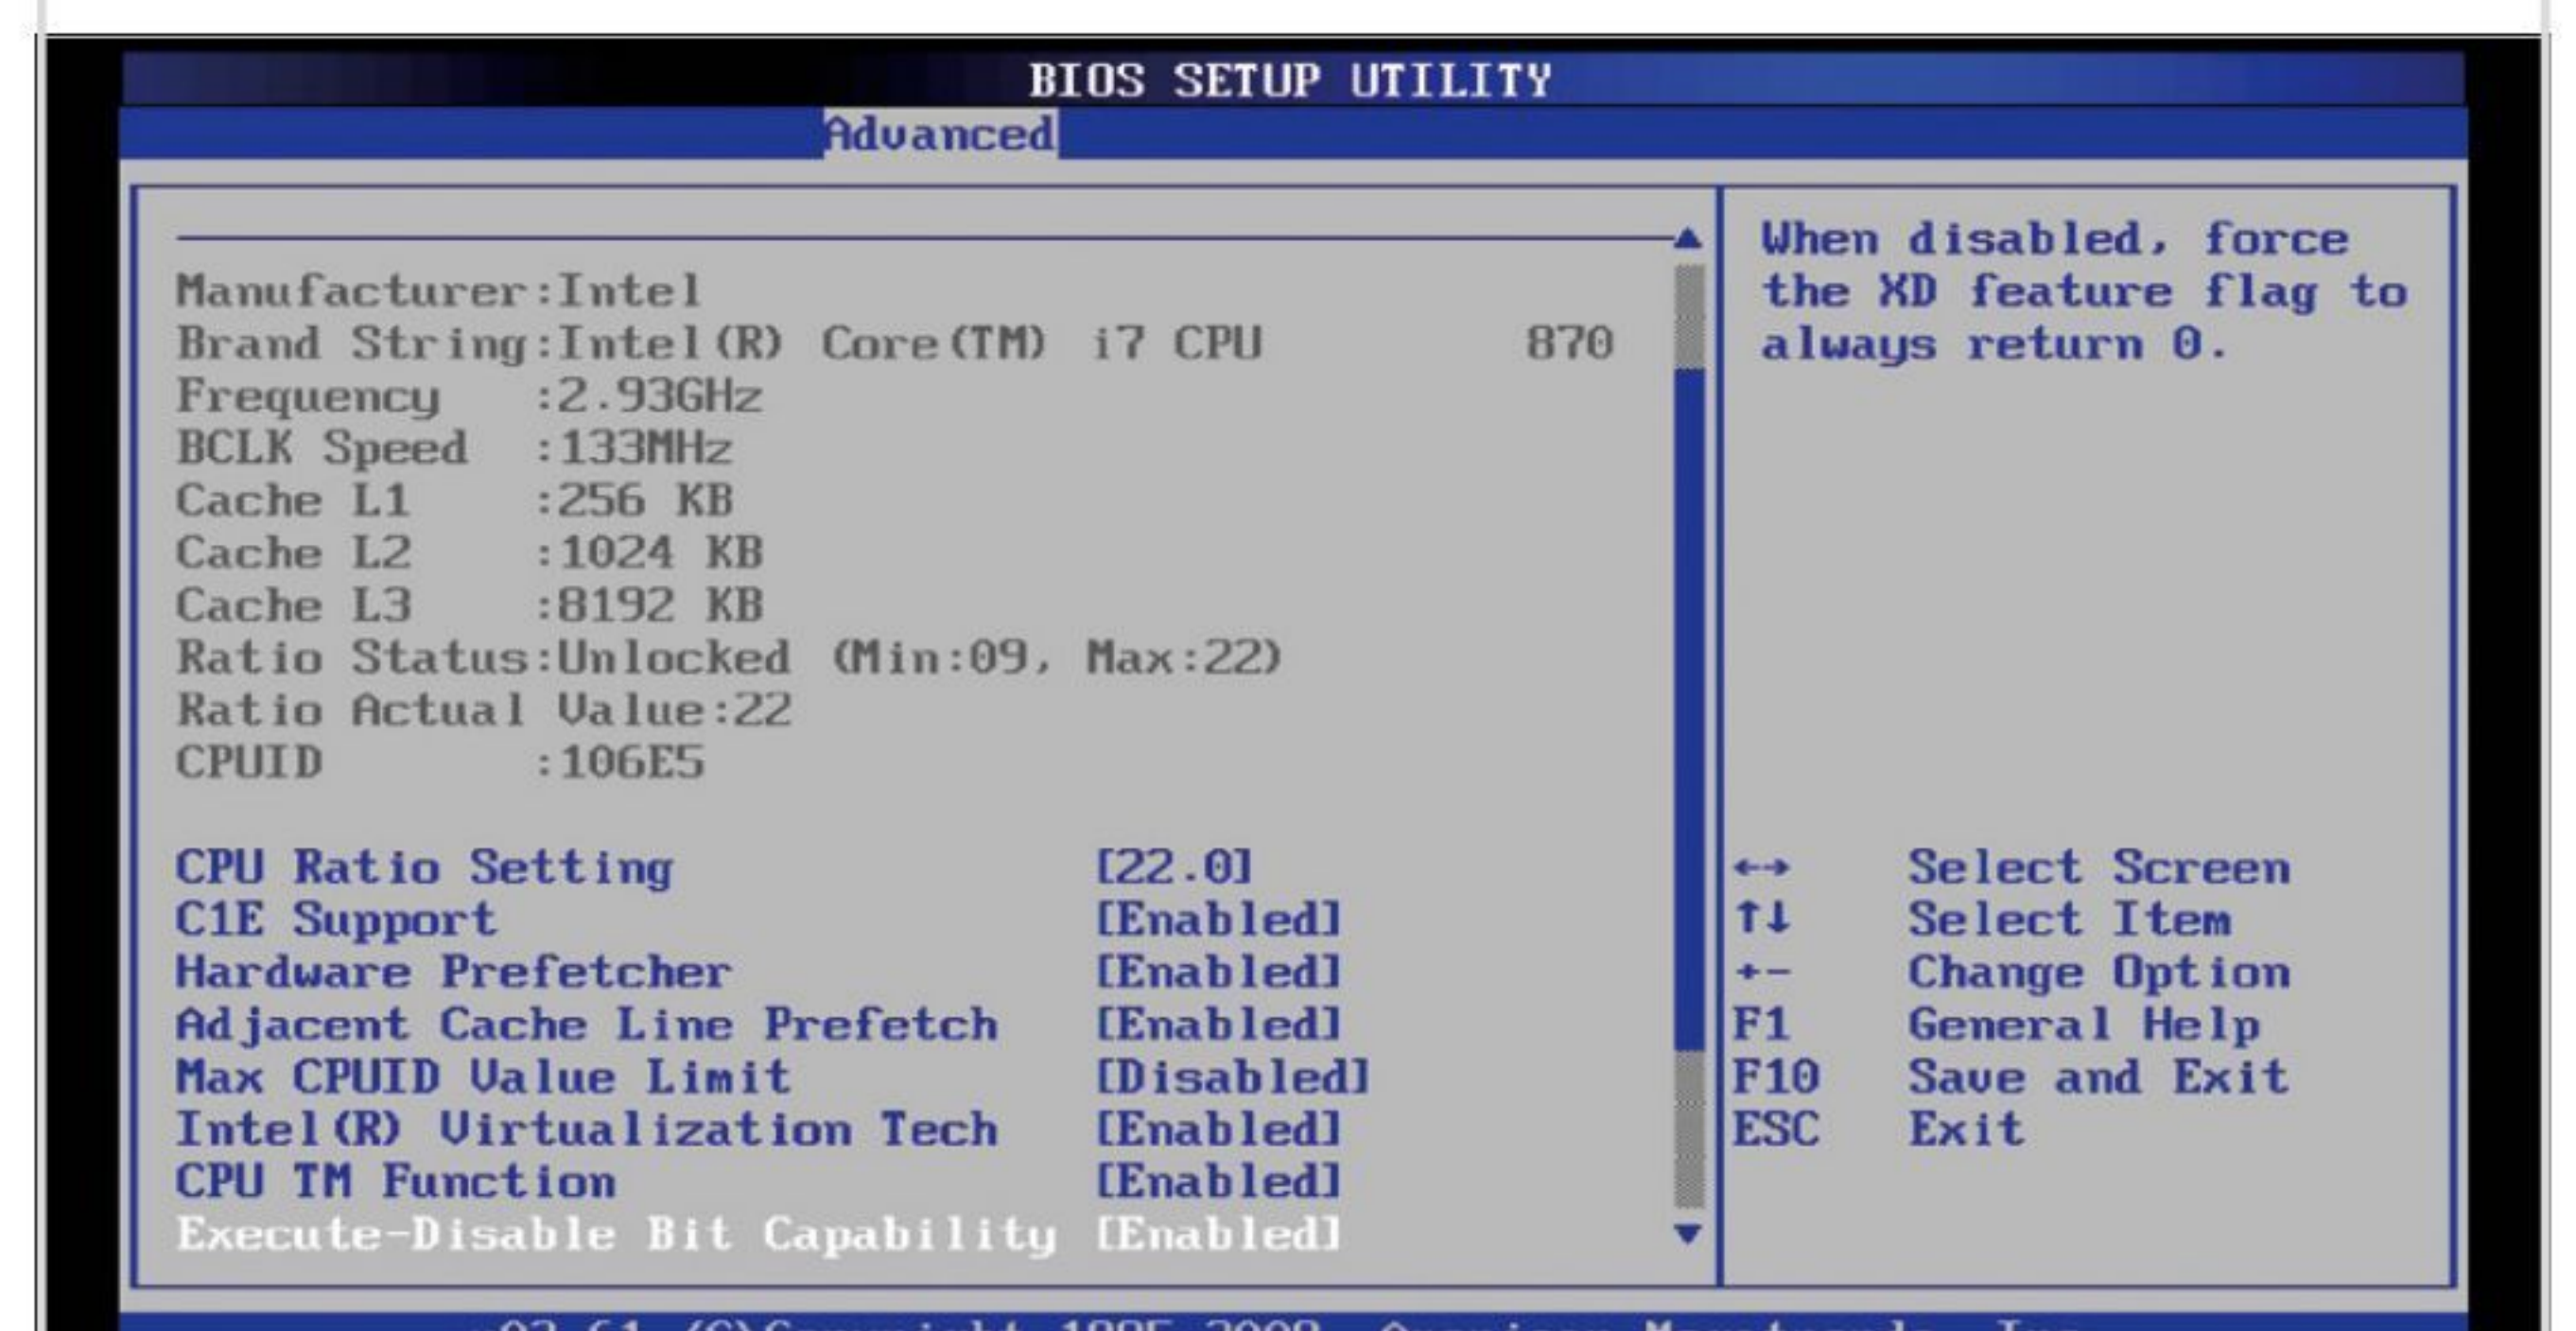 BIOS SETUP UTILITY
Advanced
Manufacturer:Intel
Brand String:Intel(R) Core(TM) i7 CPU 870
Frequency :2.93GHz
BCLK Speed :133MHz
Cache L1 :256 KB
Cache L2 :1024 KB
Cache L3 :8192 KB
Ratio Status:Unlocked (Min:09, Max:22)
Ratio Actual Value:22
CPUID :106E5
CPU Ratio Setting [22.0]
C1E Support [Enabled]
Hardware Prefetcher [Enabled]
Adjacent Cache Line Prefetch [Enabled]
Max CPUID Value Limit [Disabled]
Intel(R) Virtualization Tech [Enabled]
CPU TM Function [Enabled]
Execute-Disable Bit Capability [Enabled]
When disabled, force
the XD feature flag to
always return 0.
←→ Select Screen
↑↓ Select Item
+- Change Option
F1 General Help
F10 Save and Exit
ESC Exit